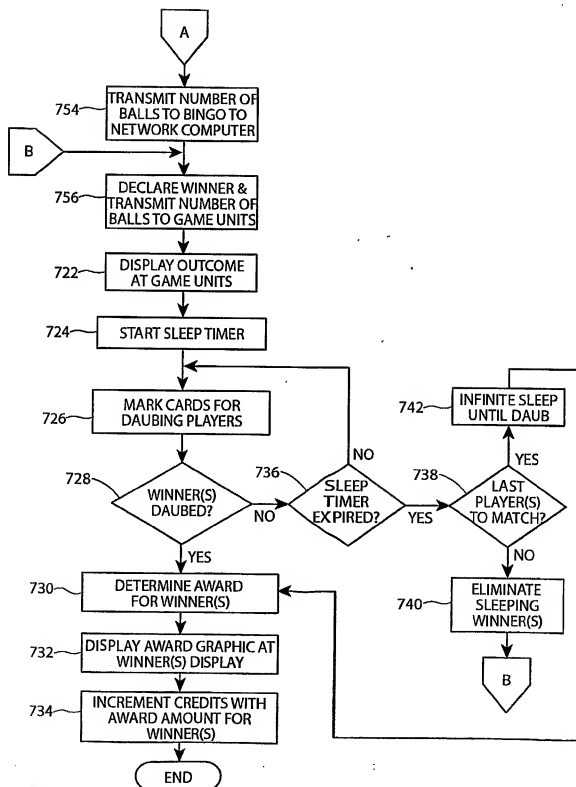 A
754
TRANSMIT NUMBER OF
BALLS TO BINGO TO
NETWORK COMPUTER
B
756
DECLARE WINNER &
TRANSMIT NUMBER OF
BALLS TO GAME UNITS
722
DISPLAY OUTCOME
AT GAME UNITS
724
START SLEEP TIMER
726
MARK CARDS FOR
DAUBING PLAYERS
728
WINNER(S)
DAUBED?
NO
YES
736
SLEEP
TIMER
EXPIRED?
NO
YES
738
LAST
PLAYER(S)
TO MATCH?
YES
NO
742
INFINITE SLEEP
UNTIL DAUB
740
ELIMINATE
SLEEPING
WINNER(S)
B
730
DETERMINE AWARD
FOR WINNER(S)
732
DISPLAY AWARD GRAPHIC AT
WINNER(S) DISPLAY
734
INCREMENT CREDITS WITH
AWARD AMOUNT FOR
WINNER(S)
END